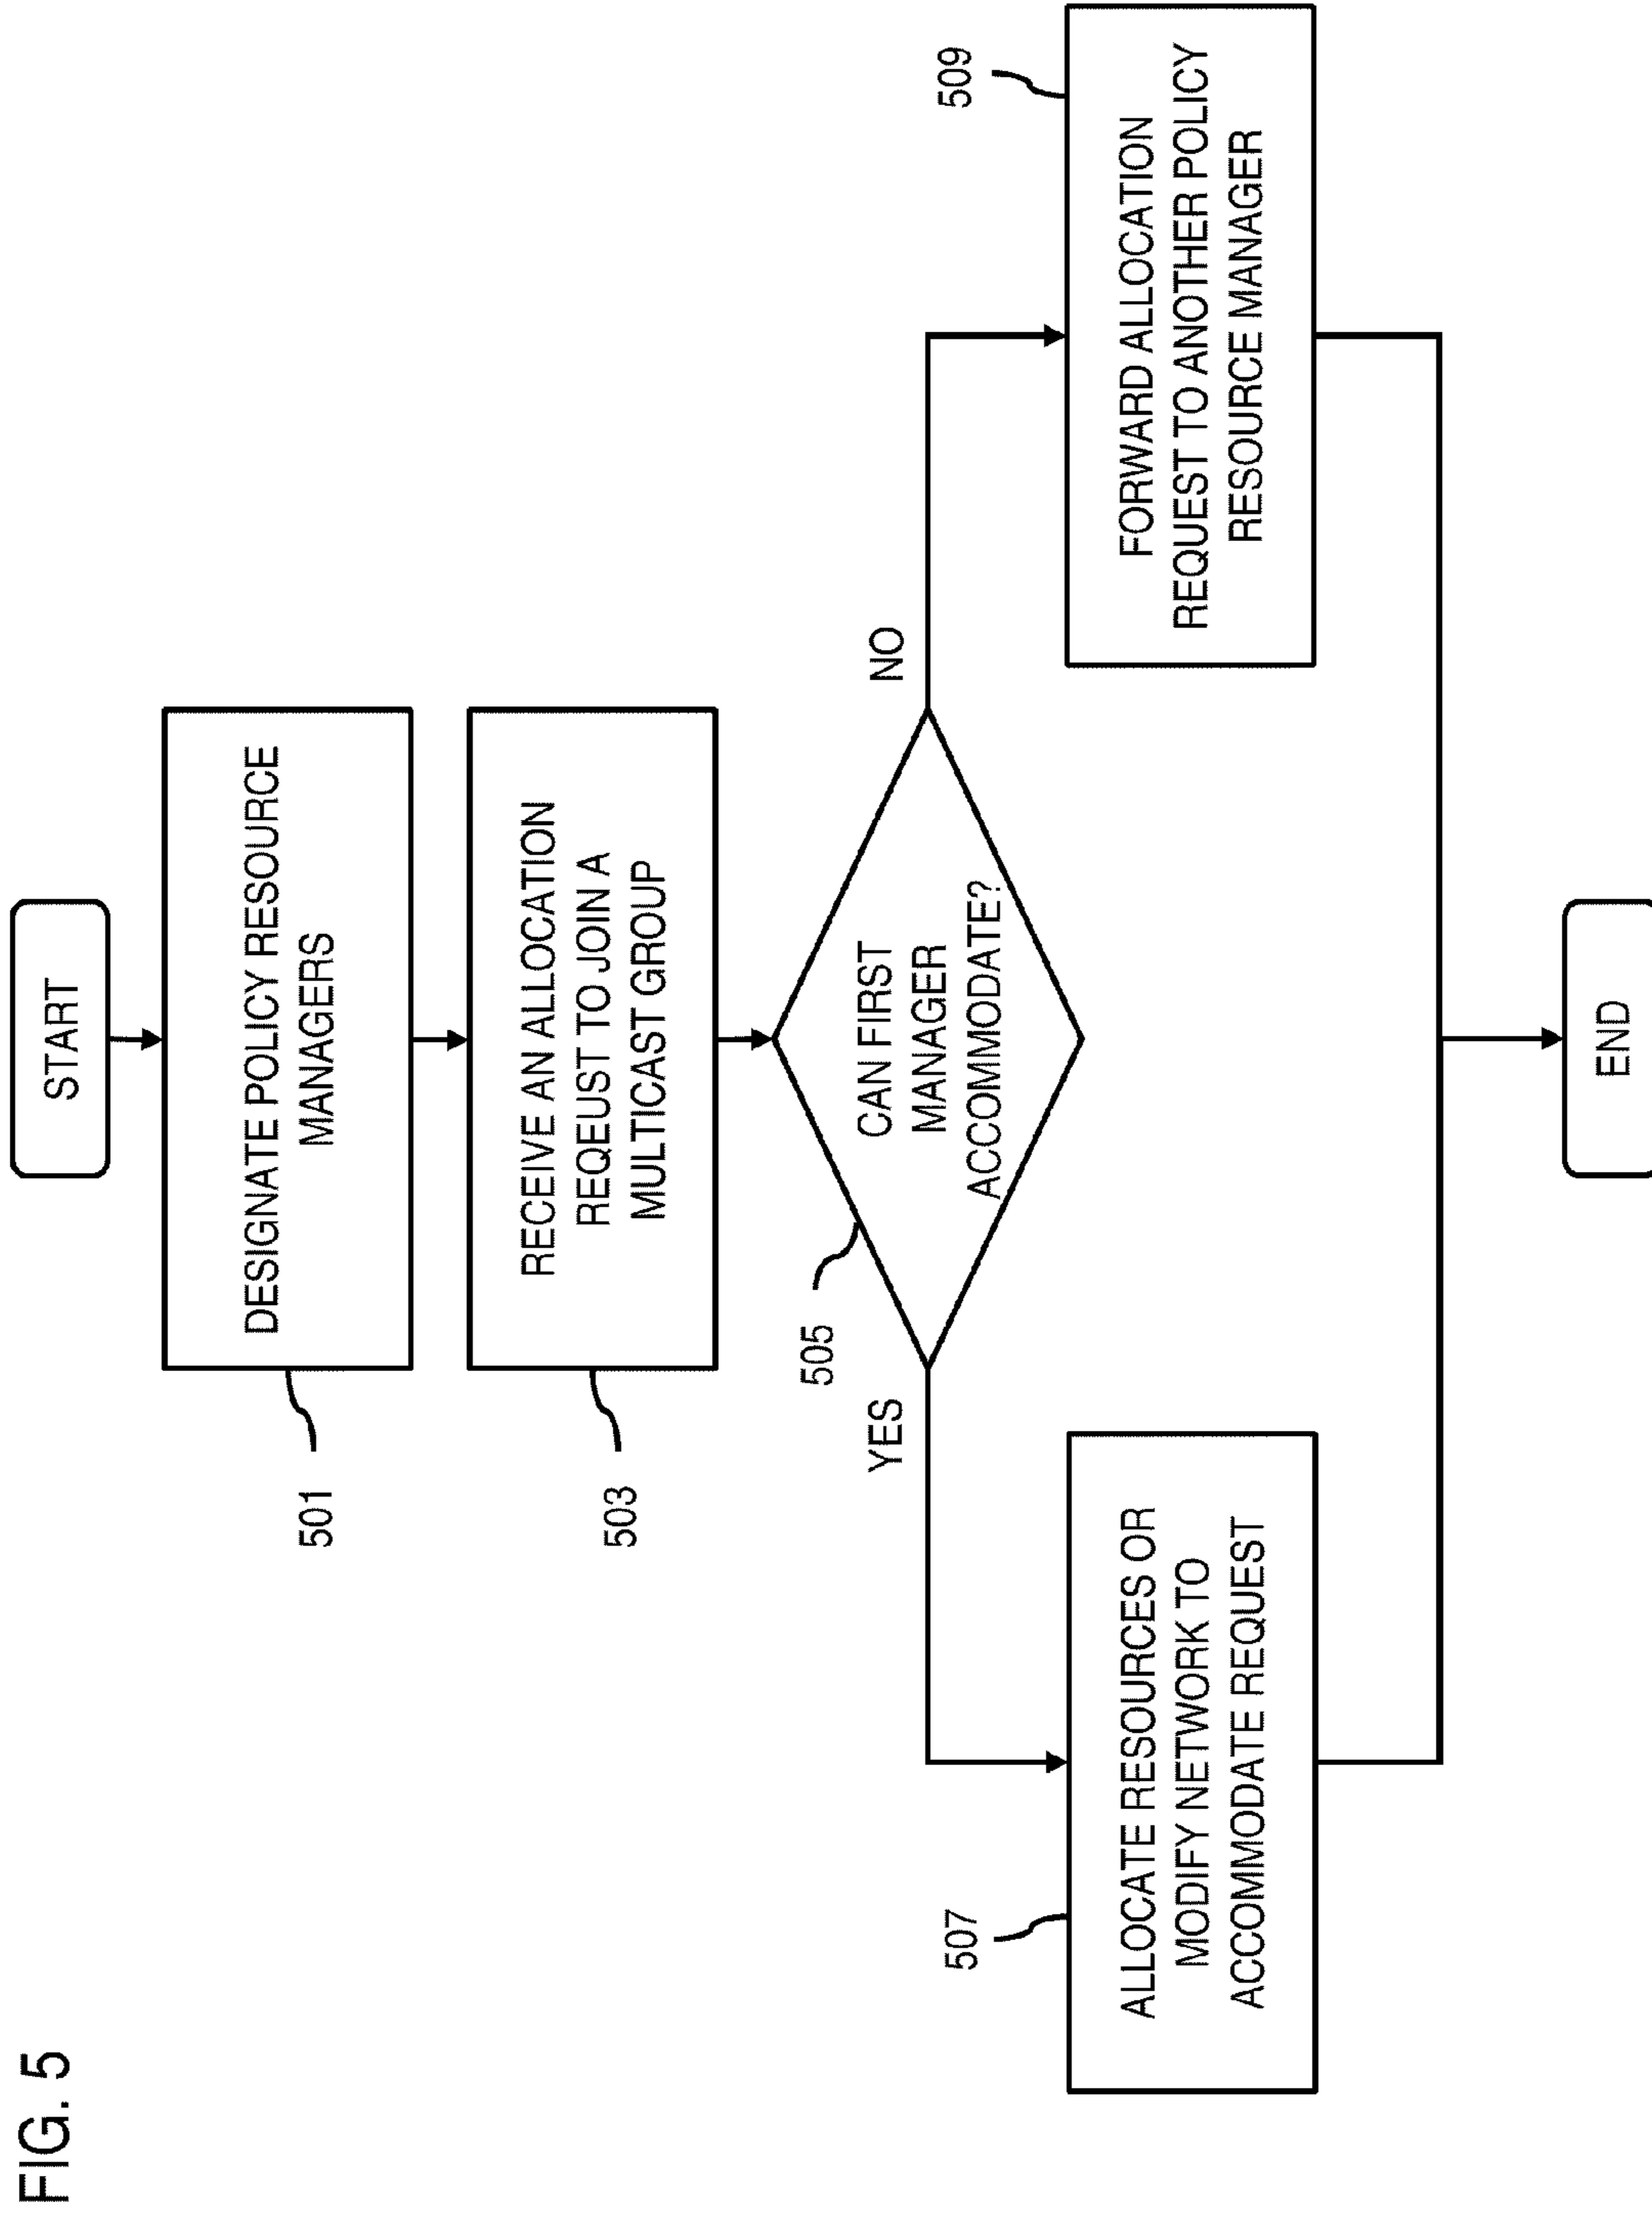 FIG. 5
START
DESIGNATE POLICY RESOURCE
MANAGERS
501
RECEIVE AN ALLOCATION
REQEUST TO JOIN A
MULTICAST GROUP
503
CAN FIRST
MANAGER
ACCOMMODATE?
505
YES
NO
ALLOCATE RESOURCES OR
MODIFY NETWORK TO
ACCOMMODATE REQUEST
507
FORWARD ALLOCATION
REQUEST TO ANOTHER POLICY
RESOURCE MANAGER
509
END